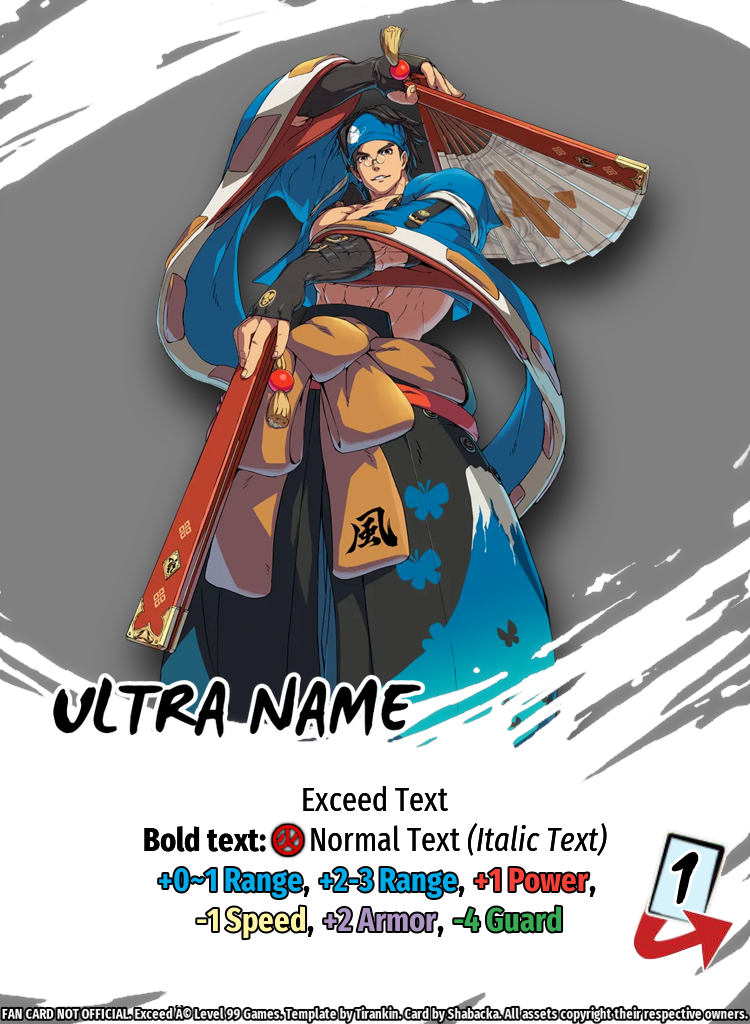 風
ULTRA NAME
Exceed Text
Bold text: Normal Text (Italic Text)
+0~1 Range, +2-3 Range, +1 Power,
-1 Speed, +2 Armor, -4 Guard
1
FAN CARD NOT OFFICIAL. Exceed Â© Level 99 Games. Template by Tirankin. Card by Shabacka. All assets copyright their respective owners.